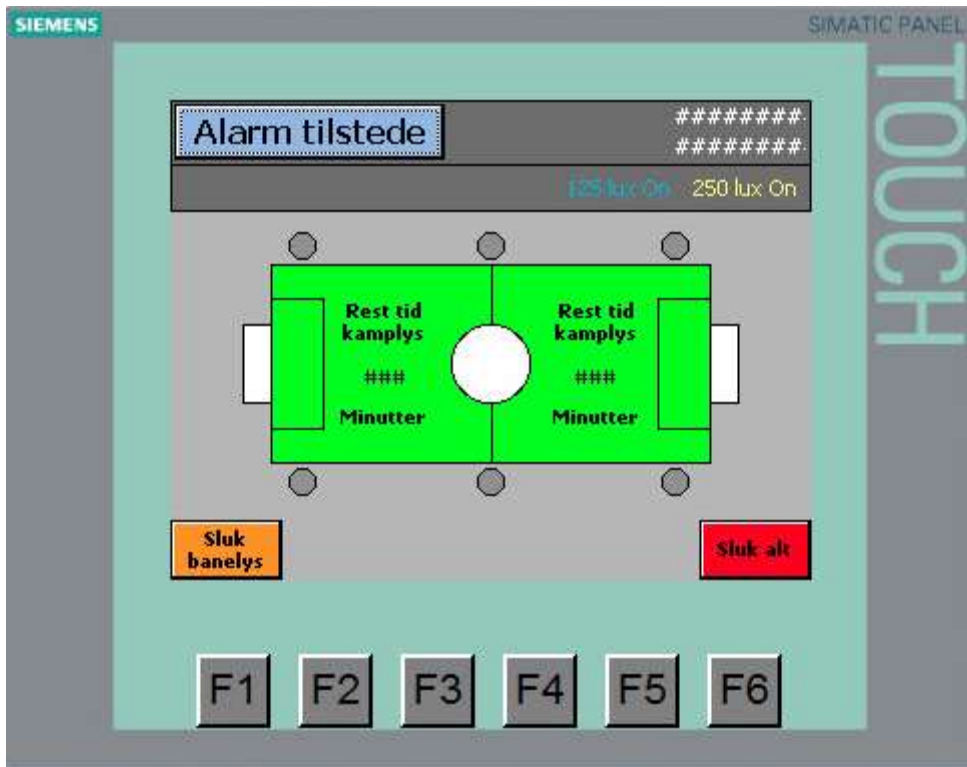 SIEMENS
SIMATIC PANEL
TOUCH
Alarm tilstede
########
########
125 lux On 250 lux On
Rest tid
kamplys
###
Minutter
Rest tid
kamplys
###
Minutter
Sluk
banelys
Sluk alt
F1 F2 F3 F4 F5 F6